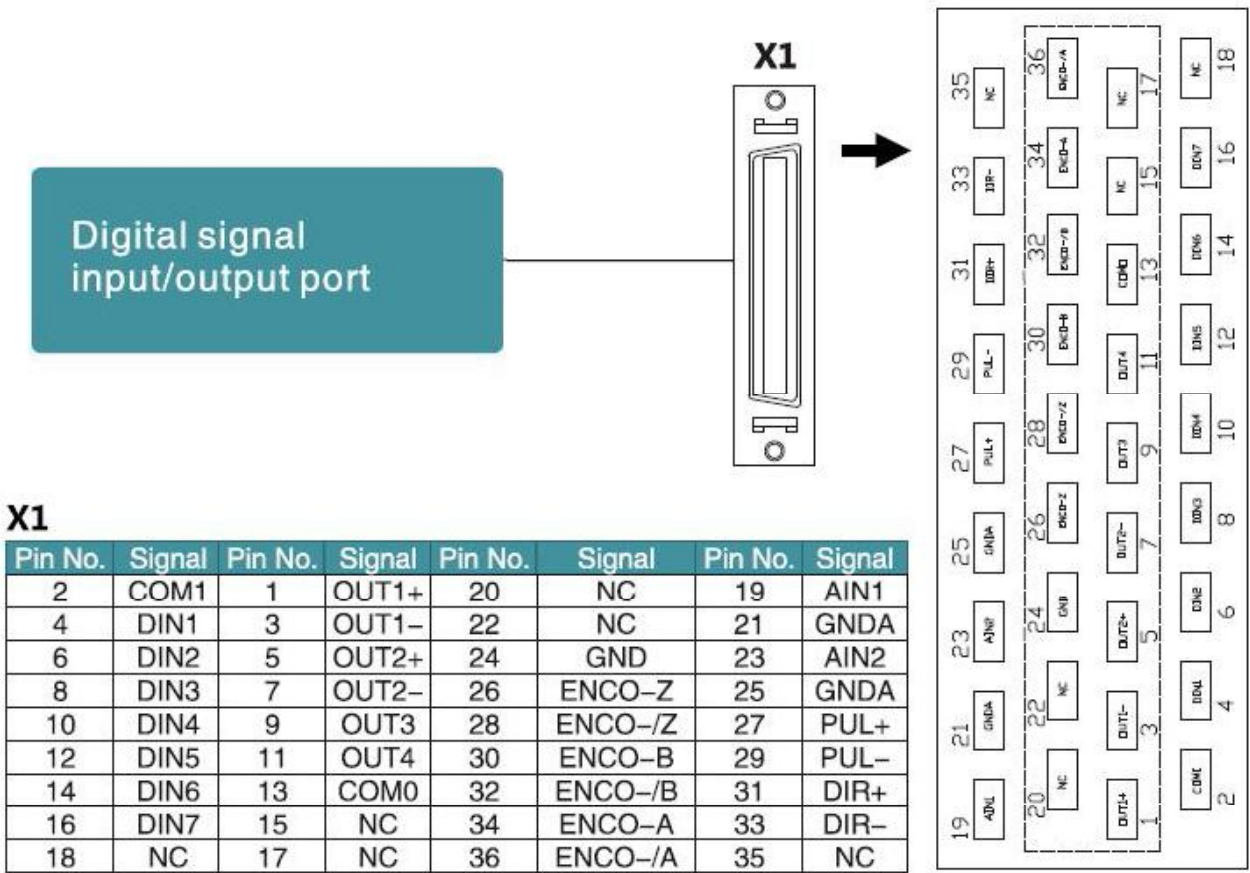 X1
Digital signal
input/output port
X1
Pin No. Signal Pin No. Signal Pin No. Signal Pin No. Signal
2 COM1 1 OUT1+ 20 NC 19 AIN1
4 DIN1 3 OUT1− 22 NC 21 GNDA
6 DIN2 5 OUT2+ 24 GND 23 AIN2
8 DIN3 7 OUT2− 26 ENCO−Z 25 GNDA
10 DIN4 9 OUT3 28 ENCO−/Z 27 PUL+
12 DIN5 11 OUT4 30 ENCO−B 29 PUL−
14 DIN6 13 COM0 32 ENCO−/B 31 DIR+
16 DIN7 15 NC 34 ENCO−A 33 DIR−
18 NC 17 NC 36 ENCO−/A 35 NC
35 NC 36 ENCO-/A NC 17 NC 18
33 DIR- 34 ENCO-A NC 15 DIN7 16
31 DIR+ 32 ENCO-/B COM0 13 DIN6 14
29 PUL- 30 ENCO-B OUT4 11 DIN5 12
27 PUL+ 28 ENCO-/Z OUT3 9 DIN4 10
25 GNDA 26 ENCO-Z OUT2- 7 DIN3 8
23 AIN2 24 GND OUT2+ 5 DIN2 6
21 GNDA 22 NC OUT1- 3 DIN1 4
19 AIN1 20 NC OUT1+ 1 2